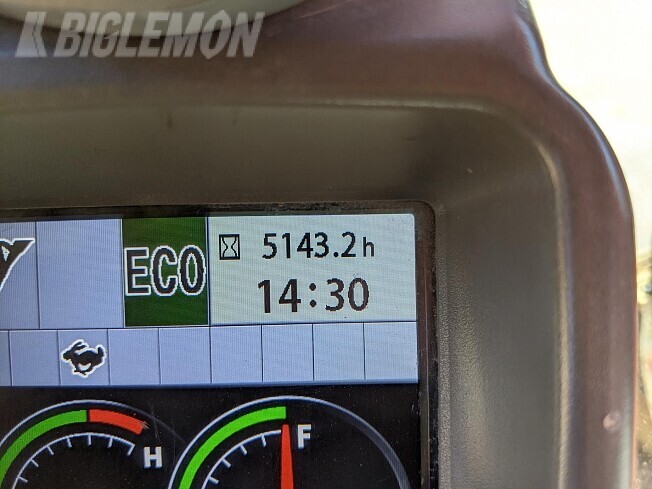 BIGLEMON
ECO
5143.2 h
14:30
H
F